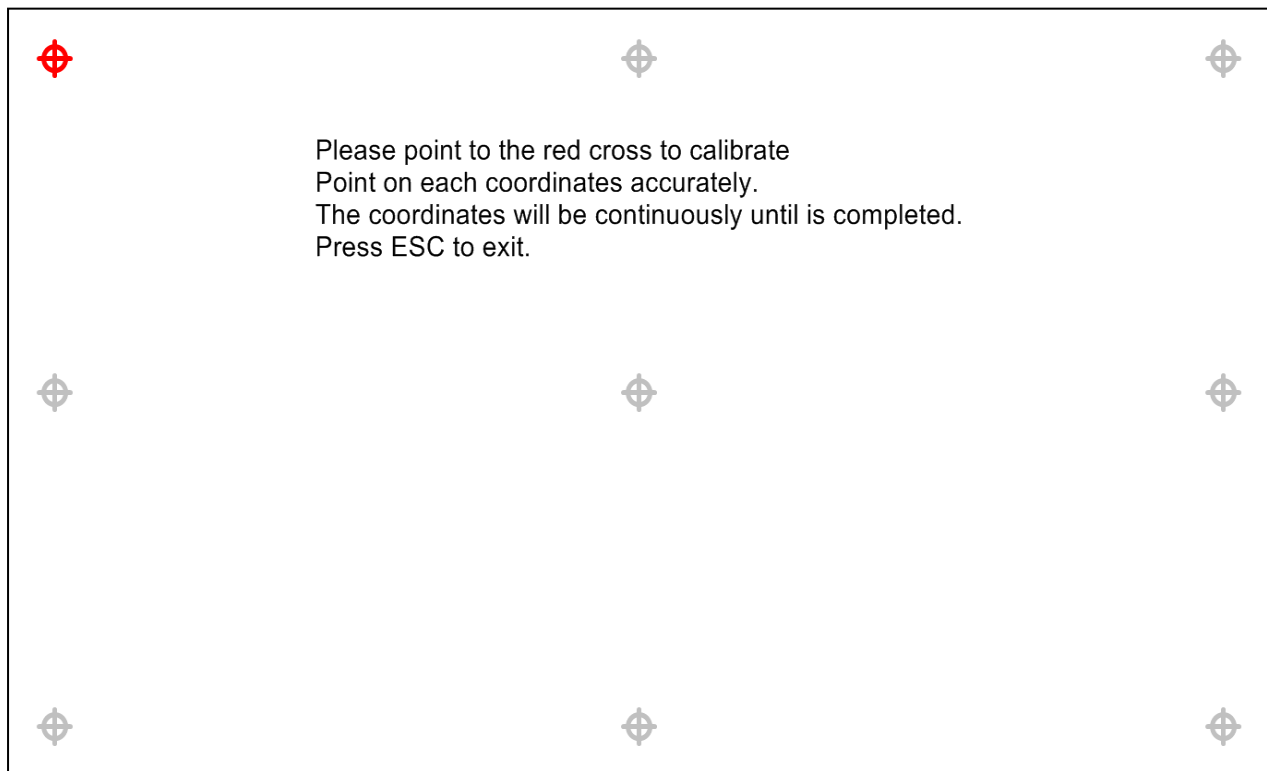 Please point to the red cross to calibrate
Point on each coordinates accurately.
The coordinates will be continuously until is completed.
Press ESC to exit.